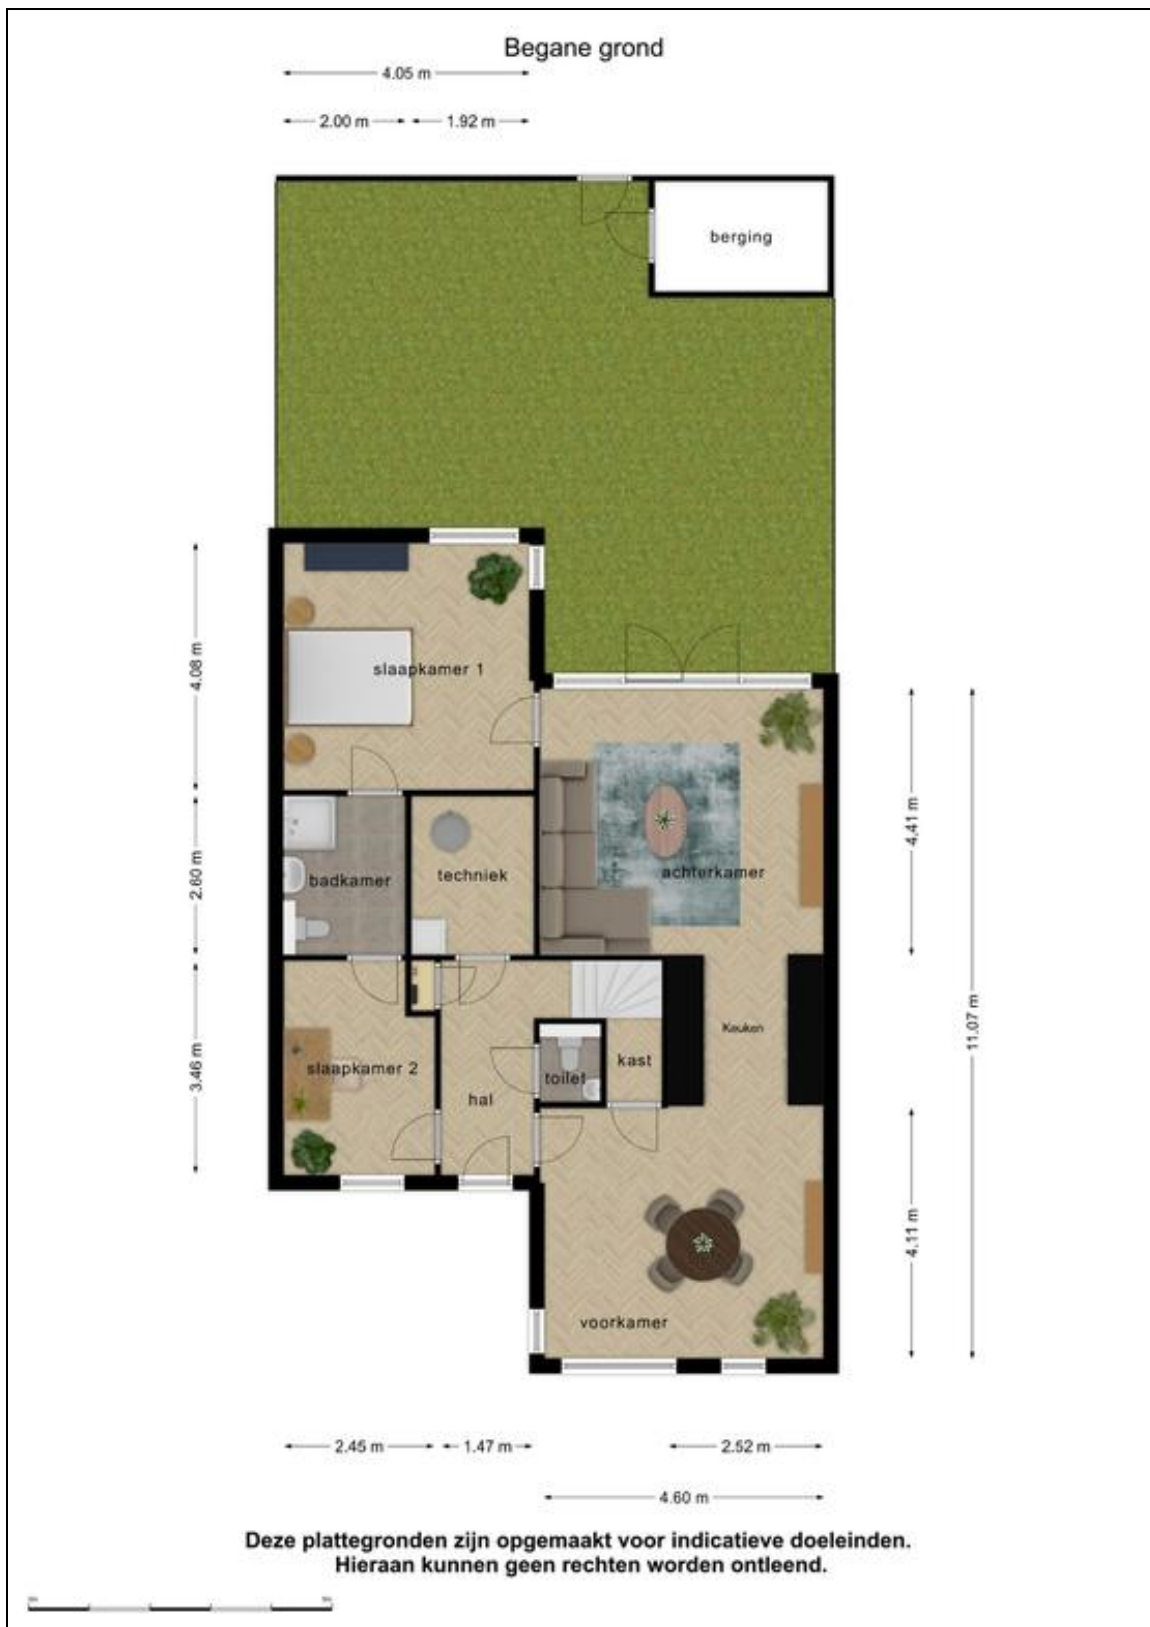 Begane grond
4.05 m
2.00 m
1.92 m
berging
4.08 m
slaapkamer 1
2.60 m
badkamer
techniek
achterkamer
4.41 m
11.07 m
3.46 m
slaapkamer 2
hal
toilet
kast
Keuken
4.11 m
voorkamer
2.45 m
1.47 m
2.52 m
4.60 m
Deze plattegronden zijn opgemaakt voor indicatieve doeleinden.
Hieraan kunnen geen rechten worden ontleend.